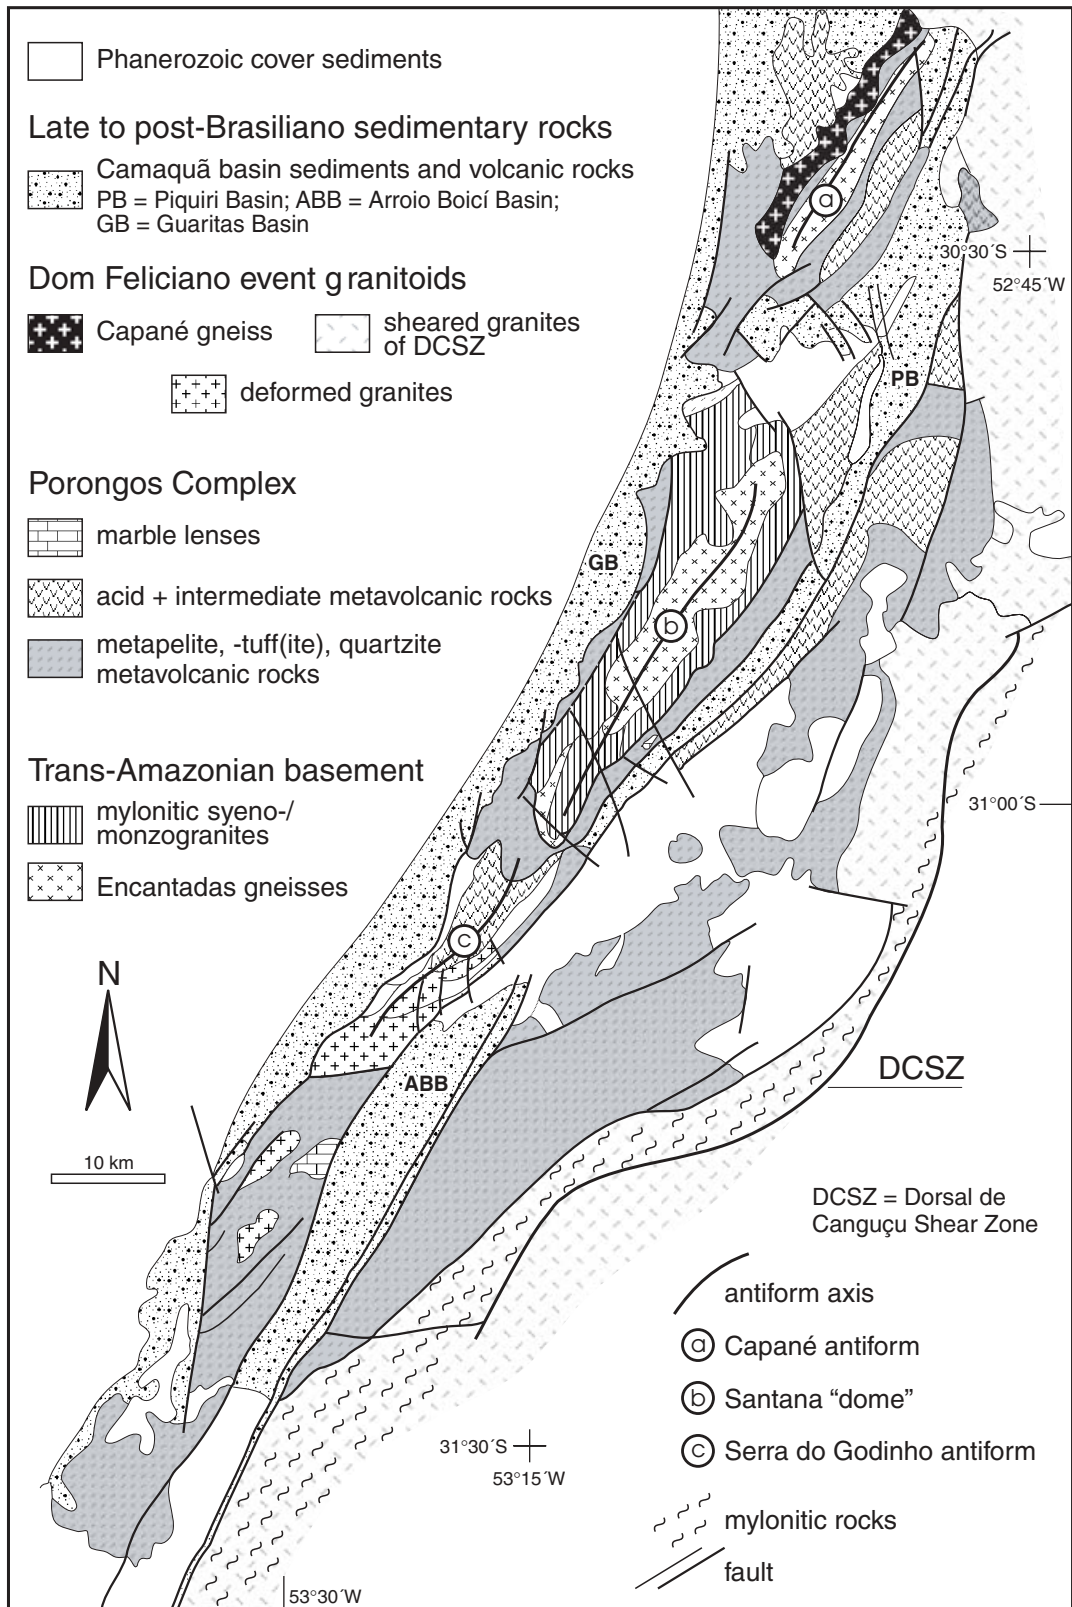 Phanerozoic cover sediments
Late to post-Brasiliano sedimentary rocks
Camaquã basin sediments and volcanic rocks
PB = Piquiri Basin; ABB = Arroio Boicí Basin;
GB = Guaritas Basin
Dom Feliciano event granitoids
Capané gneiss
sheared granites
of DCSZ
deformed granites
Porongos Complex
marble lenses
acid + intermediate metavolcanic rocks
metapelite, -tuff(ite), quartzite
metavolcanic rocks
Trans-Amazonian basement
mylonitic syeno-/
monzogranites
Encantadas gneisses
N
10 km
a
30°30´S
52°45´W
PB
GB
b
31°00´S
c
ABB
DCSZ
DCSZ = Dorsal de
Canguçu Shear Zone
antiform axis
a Capané antiform
b Santana “dome”
c Serra do Godinho antiform
31°30´S
53°15´W
mylonitic rocks
fault
53°30´W